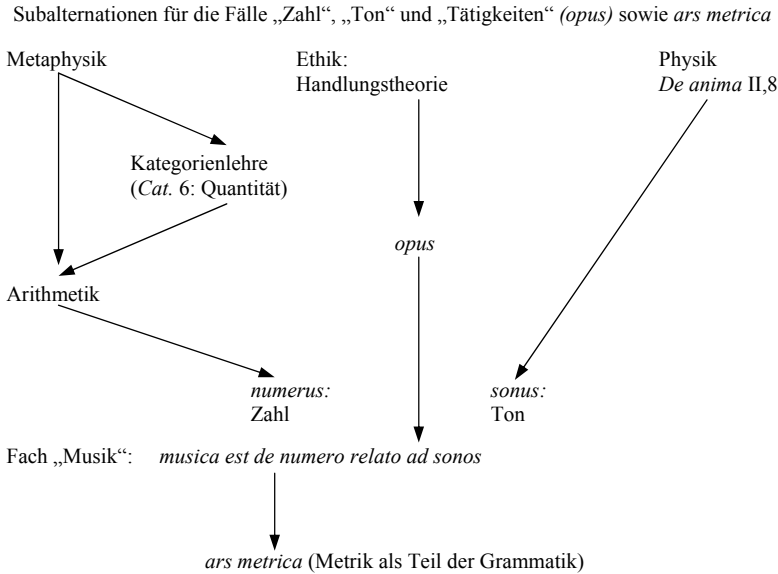 Subalternationen für die Fälle „Zahl“, „Ton“ und „Tätigkeiten“ (opus) sowie ars metrica
Metaphysik
Ethik:
Handlungstheorie
Physik
De anima II,8
Kategorienlehre
(Cat. 6: Quantität)
opus
Arithmetik
numerus:
Zahl
sonus:
Ton
Fach „Musik“: musica est de numero relato ad sonos
ars metrica (Metrik als Teil der Grammatik)